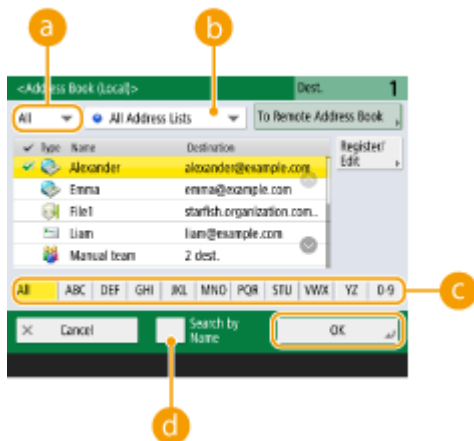 a
b
<Address Book (Local)>
Dest.
1
All
All Address Lists
To Remote Address Book
Type Name
Destination
Register/
Edit
Alexander
alexander@example.com
Emma
emma@example.com
File1
starfish.organization.com..
Liam
liam@example.com
Manual team
2 dest.
All ABC DEF GHI JKL MNO PQR STU VWX YZ 0-9
c
Cancel
Search by
Name
OK
d